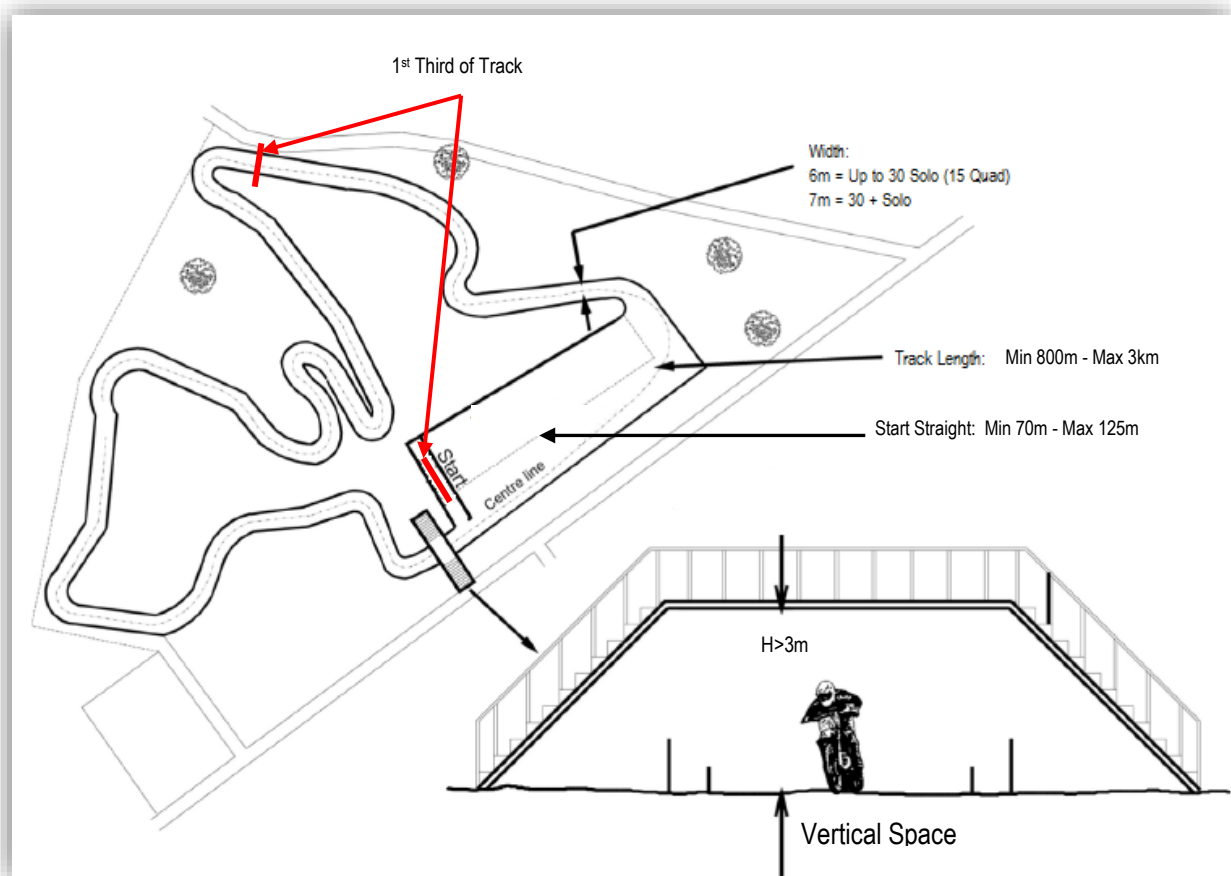 1st Third of Track
Width:
6m = Up to 30 Solo (15 Quad)
7m = 30 + Solo
Track Length: Min 800m - Max 3km
Start Straight: Min 70m - Max 125m
Start
Centre line
H>3m
Vertical Space